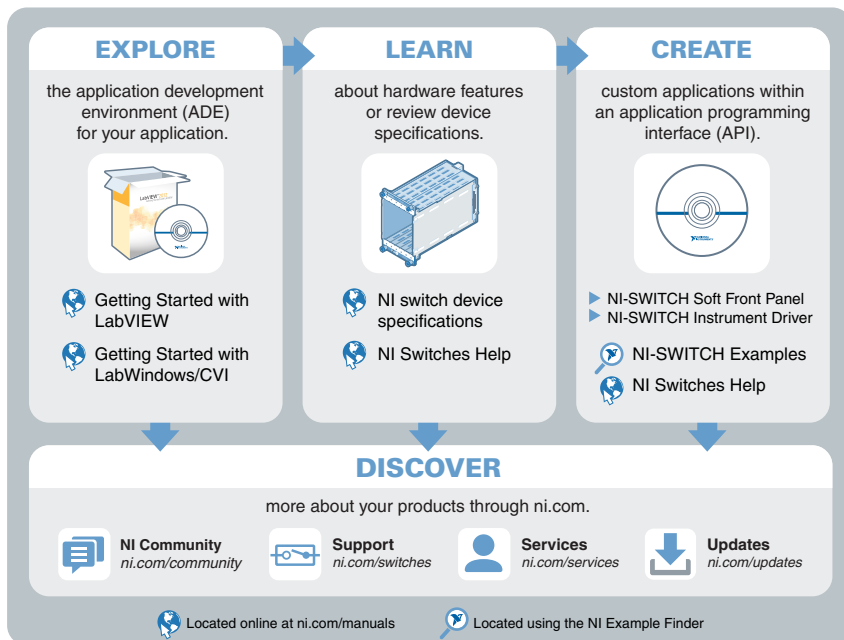 EXPLORE
the application development
environment (ADE)
for your application.
LabVIEW
Getting Started with
LabVIEW
Getting Started with
LabWindows/CVI
LEARN
about hardware features
or review device
specifications.
NI switch device
specifications
NI Switches Help
CREATE
custom applications within
an application programming
interface (API).
NI-SWITCH Soft Front Panel
NI-SWITCH Instrument Driver
NI-SWITCH Examples
NI Switches Help
DISCOVER
more about your products through ni.com.
NI Community
ni.com/community
Support
ni.com/switches
Services
ni.com/services
Updates
ni.com/updates
Located online at ni.com/manuals
Located using the NI Example Finder